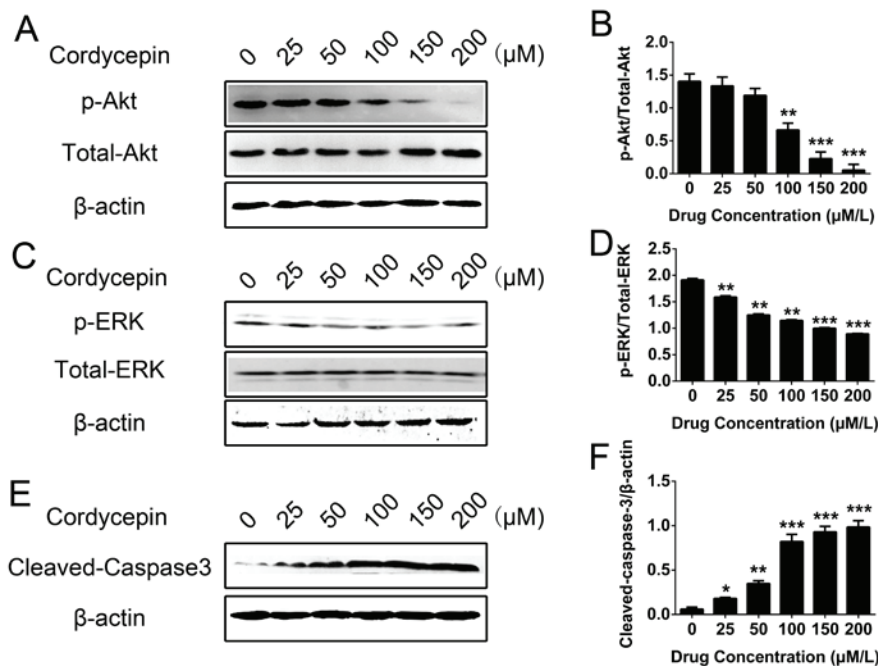 A
Cordycepin 0 25 50 100 150 200 (μM)
p-Akt
Total-Akt
β-actin
B
p-Akt/Total-Akt
2.0
1.5
1.0
0.5
0.0
** *** ***
0 25 50 100 150 200
Drug Concentration (μM/L)
C
Cordycepin 0 25 50 100 150 200 (μM)
p-ERK
Total-ERK
β-actin
D
p-ERK/Total-ERK
2.5
2.0
1.5
1.0
0.5
0.0
** ** ** *** ***
0 25 50 100 150 200
Drug Concentration (μM/L)
E
Cordycepin 0 25 50 100 150 200 (μM)
Cleaved-Caspase3
β-actin
F
Cleaved-caspase-3/β-actin
1.5
1.0
0.5
0.0
* ** *** *** ***
0 25 50 100 150 200
Drug Concentration (μM/L)